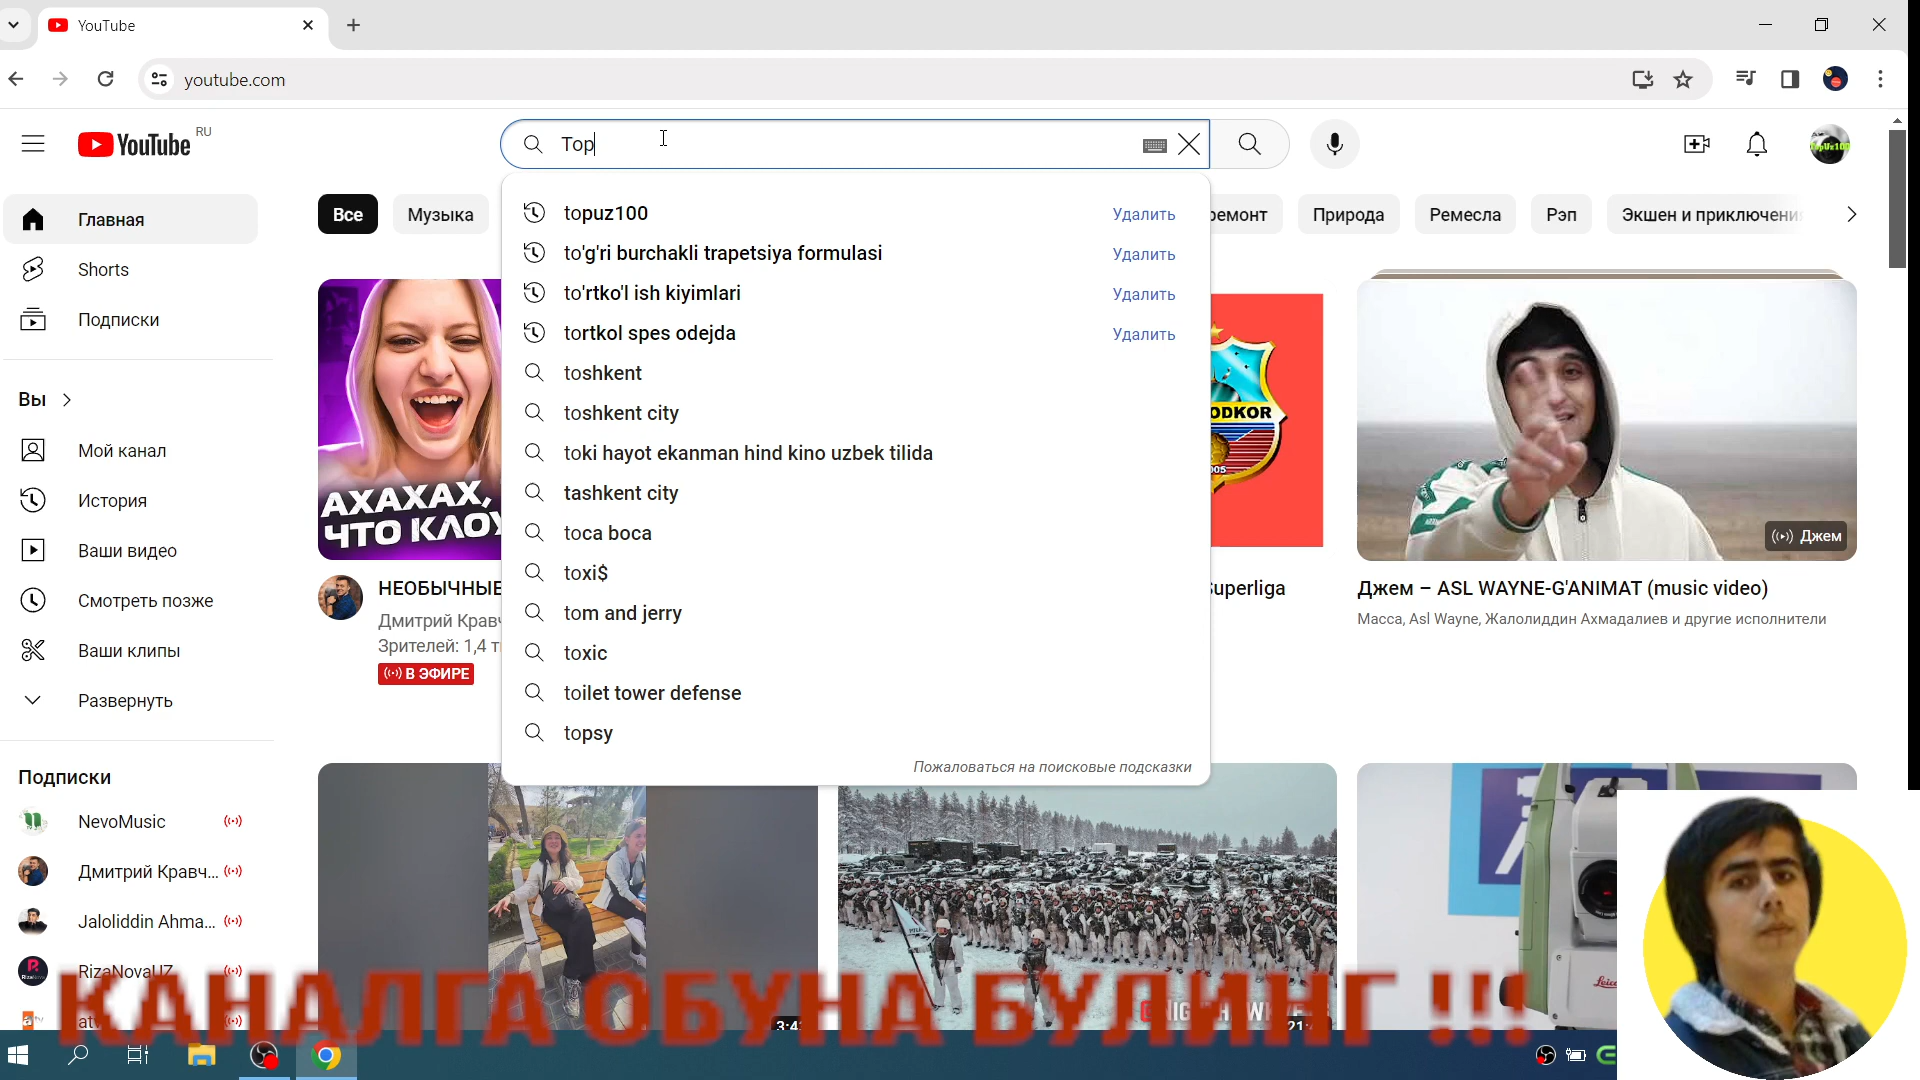 YouTube
youtube.com
YouTube RU
Top
topuz100 Удалить
to'g'ri burchakli trapetsiya formulasi Удалить
to'rtko'l ish kiyimlari Удалить
tortkol spes odejda Удалить
toshkent
toshkent city
toki hayot ekanman hind kino uzbek tilida
tashkent city
toca boca
toxi$
tom and jerry
toxic
toilet tower defense
topsy
Пожаловаться на поисковые подсказки
Все
Музыка
ремонт
Природа
Ремесла
Рэп
Экшен и приключени
Главная
Shorts
Подписки
Вы
Мой канал
История
Ваши видео
Смотреть позже
Ваши клипы
Развернуть
Подписки
NevoMusic
Дмитрий Кравч...
Jaloliddin Ahma...
RizaNovaUZ
АХАХАХ,
ЧТО КЛОУ
НЕОБЫЧНЫЕ
Дмитрий Кравч
Зрителей: 1,4 т
В ЭФИРЕ
ODKOR
Superliga
Джем
Джем – ASL WAYNE-G'ANIMAT (music video)
Масса, Asl Wayne, Жалолиддин Ахмадалиев и другие исполнители
Leica
КАНАЛГА ОБУНА БУЛИНГ !!!